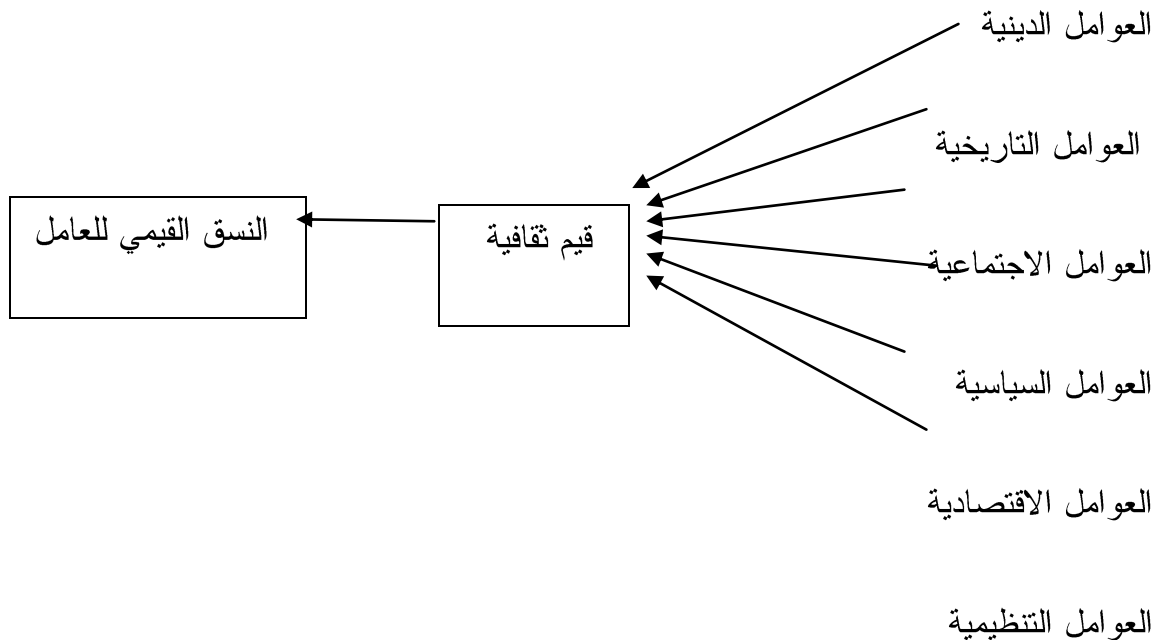 العوامل الدينية
العوامل التاريخية
العوامل الاجتماعية
العوامل السياسية
العوامل الاقتصادية
العوامل التنظيمية
قيم ثقافية
النسق القيمي للعامل